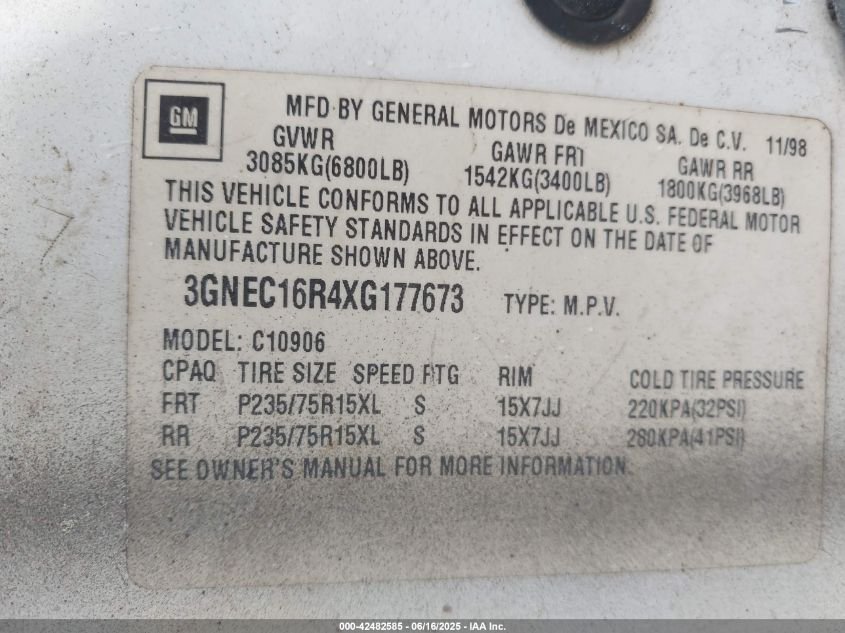 GM
MFD BY GENERAL MOTORS De MEXICO SA. De C.V. 11/98
GVWR GAWR FRT GAWR RR
3085KG(6800LB) 1542KG(3400LB) 1800KG(3968LB)
THIS VEHICLE CONFORMS TO ALL APPLICABLE U.S. FEDERAL MOTOR
VEHICLE SAFETY STANDARDS IN EFFECT ON THE DATE OF
MANUFACTURE SHOWN ABOVE.
3GNEC16R4XG177673 TYPE: M.P.V.
MODEL: C10906
CPAQ TIRE SIZE SPEED RTG RIM COLD TIRE PRESSURE
FRT P235/75R15XL S 15X7JJ 220KPA(32PSI)
RR P235/75R15XL S 15X7JJ 280KPA(41PSI)
SEE OWNER'S MANUAL FOR MORE INFORMATION.
000-42482585 - 06/16/2025 - IAA Inc.